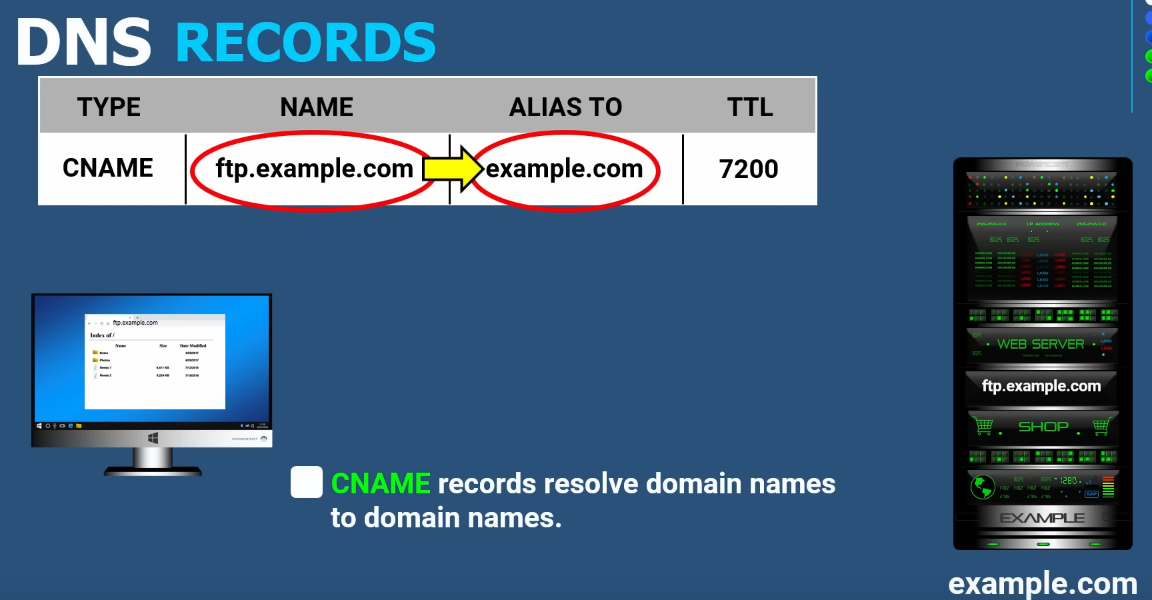 DNS RECORDS
TYPE NAME ALIAS TO TTL
CNAME ftp.example.com example.com 7200
ftp.example.com
Index of /
Name Size Date Modified
WEB SERVER
ftp.example.com
SHOP
EXAMPLE
CNAME records resolve domain names
to domain names.
example.com